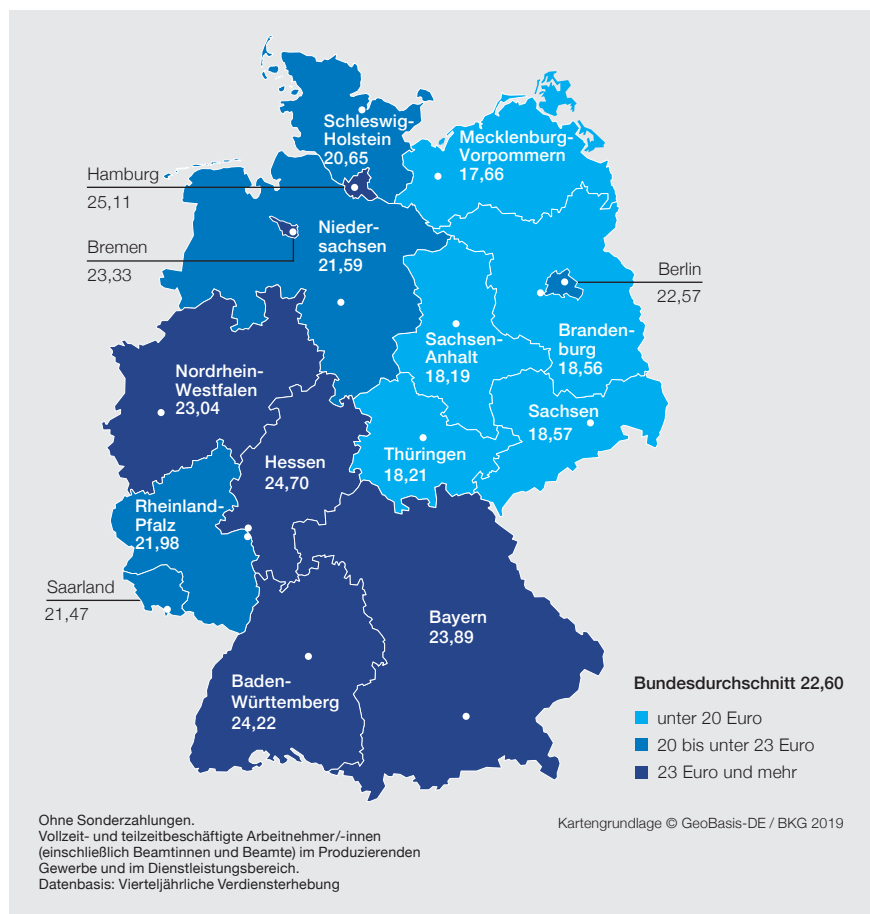 Schleswig-
Holstein
20,65
Mecklenburg-
Vorpommern
17,66
Hamburg
25,11
Bremen
23,33
Nieder-
sachsen
21,59
Berlin
22,57
Sachsen-
Anhalt
18,19
Branden-
burg
18,56
Nordrhein-
Westfalen
23,04
Sachsen
18,57
Thüringen
18,21
Hessen
24,70
Rheinland-
Pfalz
21,98
Saarland
21,47
Bayern
23,89
Baden-
Württemberg
24,22
Bundesdurchschnitt 22,60
unter 20 Euro
20 bis unter 23 Euro
23 Euro und mehr
Ohne Sonderzahlungen.
Vollzeit- und teilzeitbeschäftigte Arbeitnehmer/-innen
(einschließlich Beamtinnen und Beamte) im Produzierenden
Gewerbe und im Dienstleistungsbereich.
Datenbasis: Vierteljährliche Verdiensterhebung
Kartengrundlage © GeoBasis-DE / BKG 2019